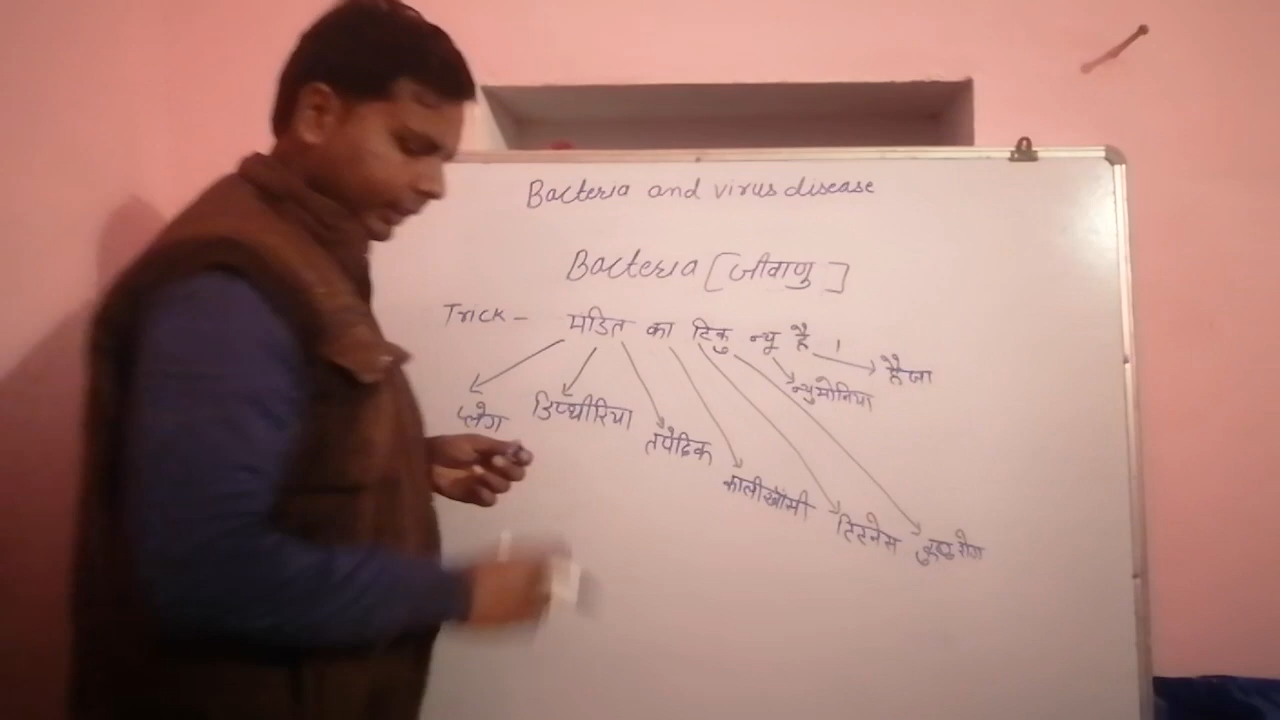 Bacteria and virus disease
Bacteria [जीवाणु]
Trick - पंडित का टिकु न्यू है।
हैजा
न्युमोनिया
प्लेग
डिप्थीरिया
तपेदिक
कालीखाँसी
टिटनेस
कुष्ठ रोग